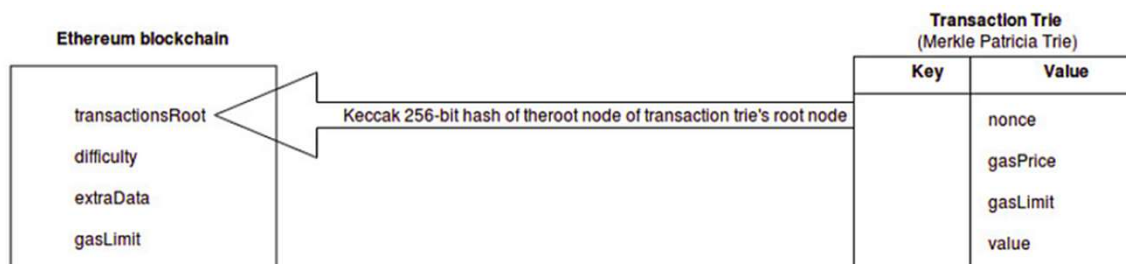 Ethereum blockchain
transactionsRoot
difficulty
extraData
gasLimit
Keccak 256-bit hash of theroot node of transaction trie's root node
Transaction Trie
(Merkle Patricia Trie)
Key Value
nonce
gasPrice
gasLimit
value